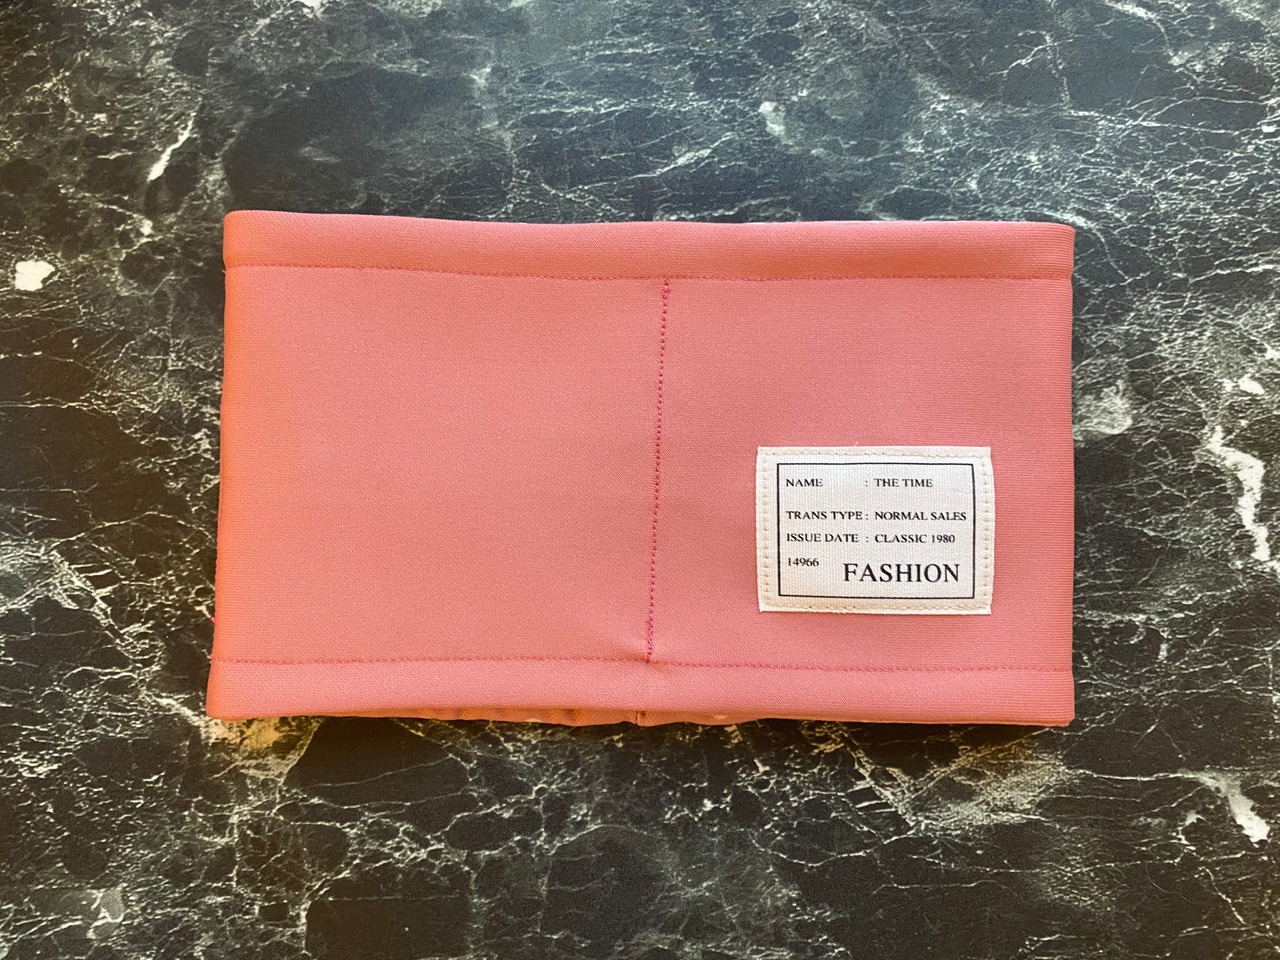 NAME : THE TIME
TRANS TYPE : NORMAL SALES
ISSUE DATE : CLASSIC 1980
14966 FASHION